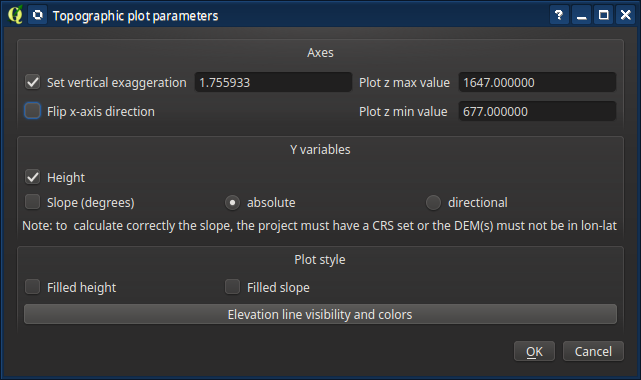 Topographic plot parameters
Axes
Set vertical exaggeration 1.755933 Plot z max value 1647.000000
Flip x-axis direction Plot z min value 677.000000
Y variables
Height
Slope (degrees) absolute directional
Note: to  calculate correctly the slope, the project must have a CRS set or the DEM(s) must not be in lon-lat
Plot style
Filled height Filled slope
Elevation line visibility and colors
OK Cancel